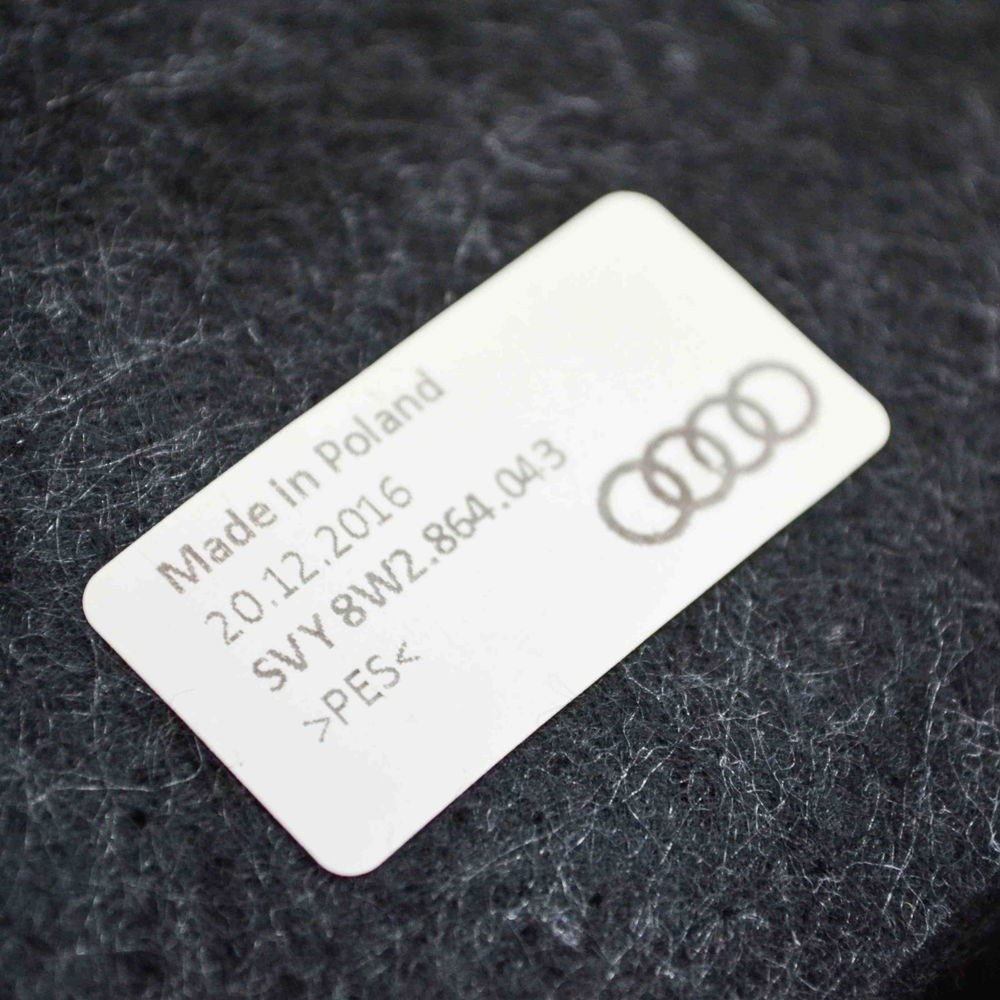 Made in Poland
20.12.2016
SVY 8W2.864.043
>PES<